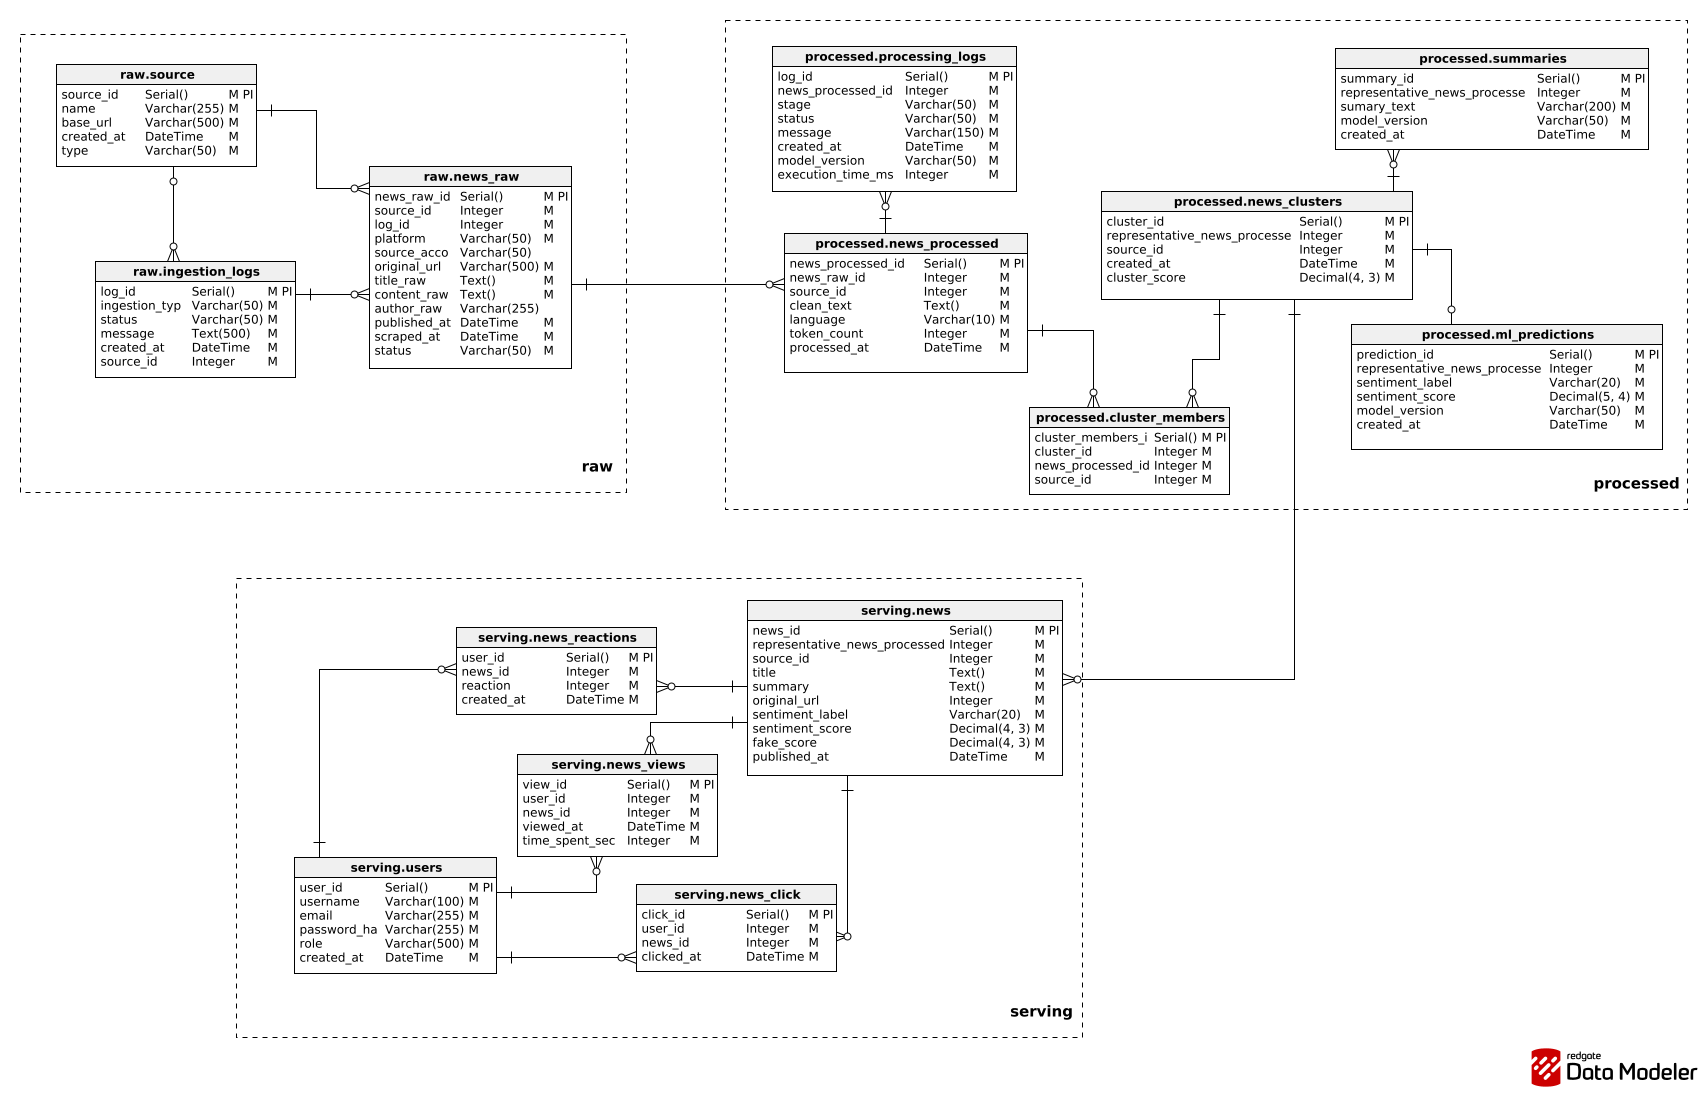 raw.source
source_id Serial() M PI
name Varchar(255) M
base_url Varchar(500) M
created_at DateTime M
type Varchar(50) M
raw.news_raw
news_raw_id Serial() M PI
source_id Integer M
log_id Integer M
platform Varchar(50) M
source_acco Varchar(50)
original_url Varchar(500) M
title_raw Text() M
content_raw Text() M
author_raw Varchar(255)
published_at DateTime M
scraped_at DateTime M
status Varchar(50) M
raw.ingestion_logs
log_id Serial() M PI
ingestion_typ Varchar(50) M
status Varchar(50) M
message Text(500) M
created_at DateTime M
source_id Integer M
raw
processed.processing_logs
log_id Serial() M PI
news_processed_id Integer M
stage Varchar(50) M
status Varchar(50) M
message Varchar(150) M
created_at DateTime M
model_version Varchar(50) M
execution_time_ms Integer M
processed.summaries
summary_id Serial() M PI
representative_news_processe Integer M
sumary_text Varchar(200) M
model_version Varchar(50) M
created_at DateTime M
processed.news_clusters
cluster_id Serial() M PI
representative_news_processe Integer M
source_id Integer M
created_at DateTime M
cluster_score Decimal(4, 3) M
processed.news_processed
news_processed_id Serial() M PI
news_raw_id Integer M
source_id Integer M
clean_text Text() M
language Varchar(10) M
token_count Integer M
processed_at DateTime M
processed.ml_predictions
prediction_id Serial() M PI
representative_news_processe Integer M
sentiment_label Varchar(20) M
sentiment_score Decimal(5, 4) M
model_version Varchar(50) M
created_at DateTime M
processed.cluster_members
cluster_members_i Serial() M PI
cluster_id Integer M
news_processed_id Integer M
source_id Integer M
processed
serving.news
news_id Serial() M PI
representative_news_processed Integer M
source_id Integer M
title Text() M
summary Text() M
original_url Integer M
sentiment_label Varchar(20) M
sentiment_score Decimal(4, 3) M
fake_score Decimal(4, 3) M
published_at DateTime M
serving.news_reactions
user_id Serial() M PI
news_id Integer M
reaction Integer M
created_at DateTime M
serving.news_views
view_id Serial() M PI
user_id Integer M
news_id Integer M
viewed_at DateTime M
time_spent_sec Integer M
serving.users
user_id Serial() M PI
username Varchar(100) M
email Varchar(255) M
password_ha Varchar(255) M
role Varchar(500) M
created_at DateTime M
serving.news_click
click_id Serial() M PI
user_id Integer M
news_id Integer M
clicked_at DateTime M
serving
redgate
Data Modeler